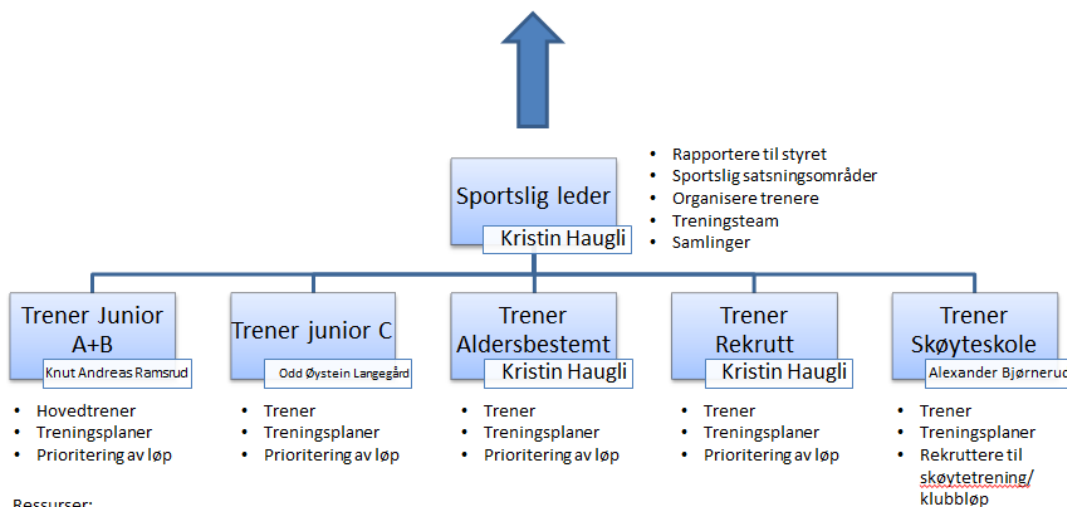 • Rapportere til styret
• Sportslig satsningsområder
• Organisere trenere
• Treningsteam
• Samlinger
Sportslig leder
Kristin Haugli
Trener Junior
A+B
Knut Andreas Ramsrud
• Hovedtrener
• Treningsplaner
• Prioritering av løp
Trener junior C
Odd Øystein Langegård
• Trener
• Treningsplaner
• Prioritering av løp
Trener
Aldersbestemt
Kristin Haugli
• Trener
• Treningsplaner
• Prioritering av løp
Trener
Rekrutt
Kristin Haugli
• Trener
• Treningsplaner
• Prioritering av løp
Trener
Skøyteskole
Alexander Bjørnerud
• Trener
• Treningsplaner
• Rekruttere til
skøytetrening/
klubbløp
Ressurser: